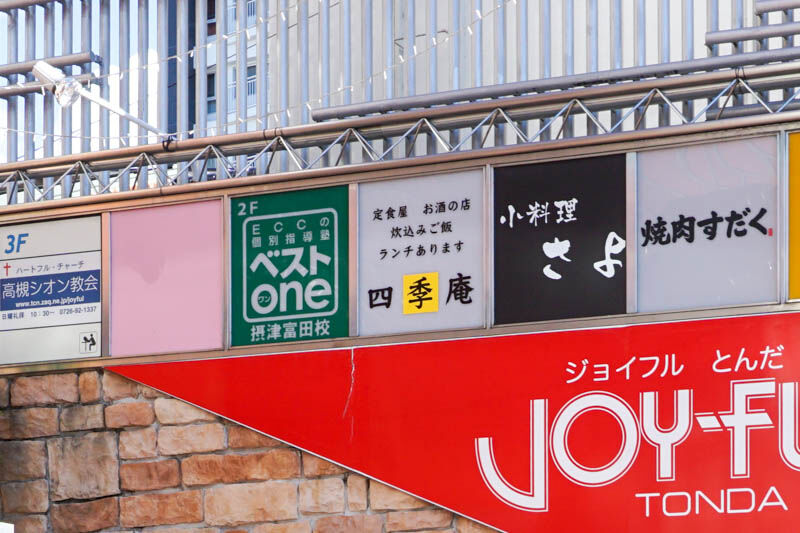 3F
ハートフル・チャーチ
高槻シオン教会
www.tcn.zaq.ne.jp/joyful
日曜礼拝 10:30〜 0726-92-1337
2F
ECCの
個別指導塾
ベスト
ワン
one
摂津富田校
定食屋 お酒の店
炊込みご飯
ランチあります
四季庵
小料理
さよ
焼肉すだく
ジョイフル とんだ
JOY-FU
TONDA